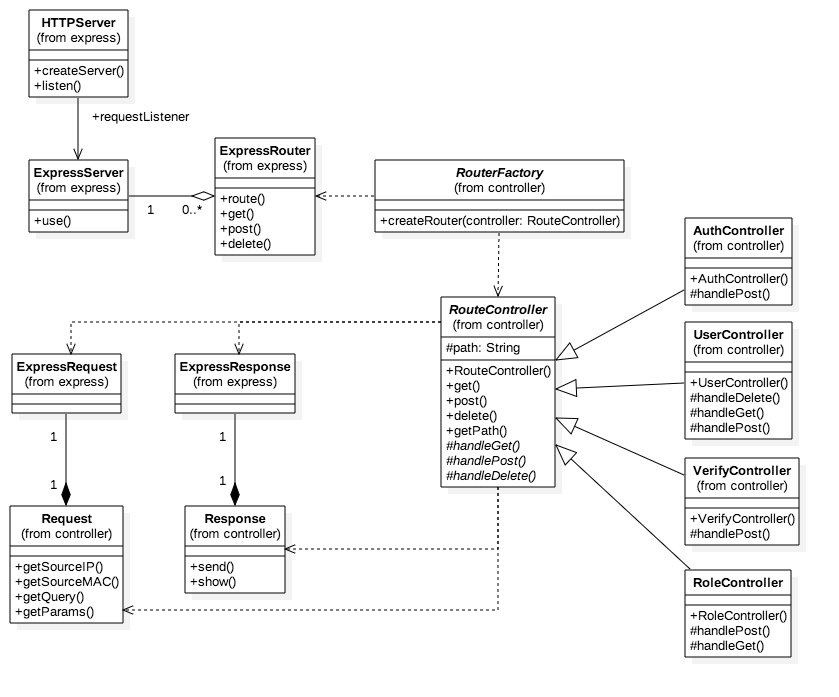 HTTPServer
(from express)
+createServer()
+listen()
+requestListener
ExpressServer
(from express)
+use()
1
0..*
ExpressRouter
(from express)
+route()
+get()
+post()
+delete()
RouterFactory
(from controller)
+createRouter(controller: RouteController)
RouteController
(from controller)
#path: String
+RouteController()
+get()
+post()
+delete()
+getPath()
#handleGet()
#handlePost()
#handleDelete()
AuthController
(from controller)
+AuthController()
#handlePost()
UserController
(from controller)
+UserController()
#handleDelete()
#handleGet()
#handlePost()
VerifyController
(from controller)
+VerifyController()
#handlePost()
RoleController
+RoleController()
#handlePost()
#handleGet()
ExpressRequest
(from express)
1
1
Request
(from controller)
+getSourceIP()
+getSourceMAC()
+getQuery()
+getParams()
ExpressResponse
(from express)
1
1
Response
(from controller)
+send()
+show()